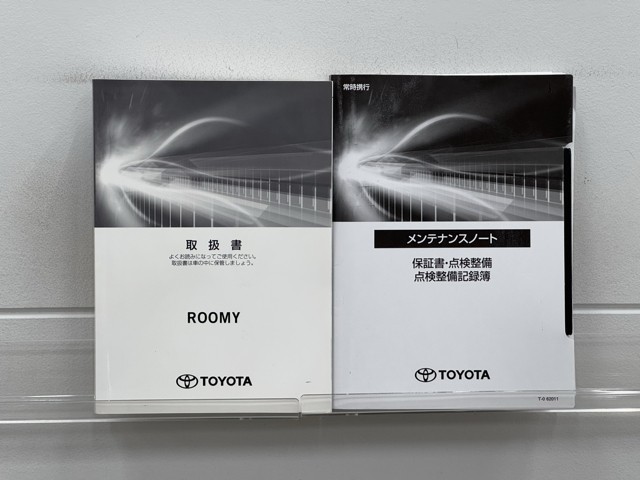 取扱書
よくお読みになってご使用ください。
取扱書は車の中に保管しましょう。
ROOMY
TOYOTA
常時携行
メンテナンスノート
保証書・点検整備
点検整備記録簿
TOYOTA